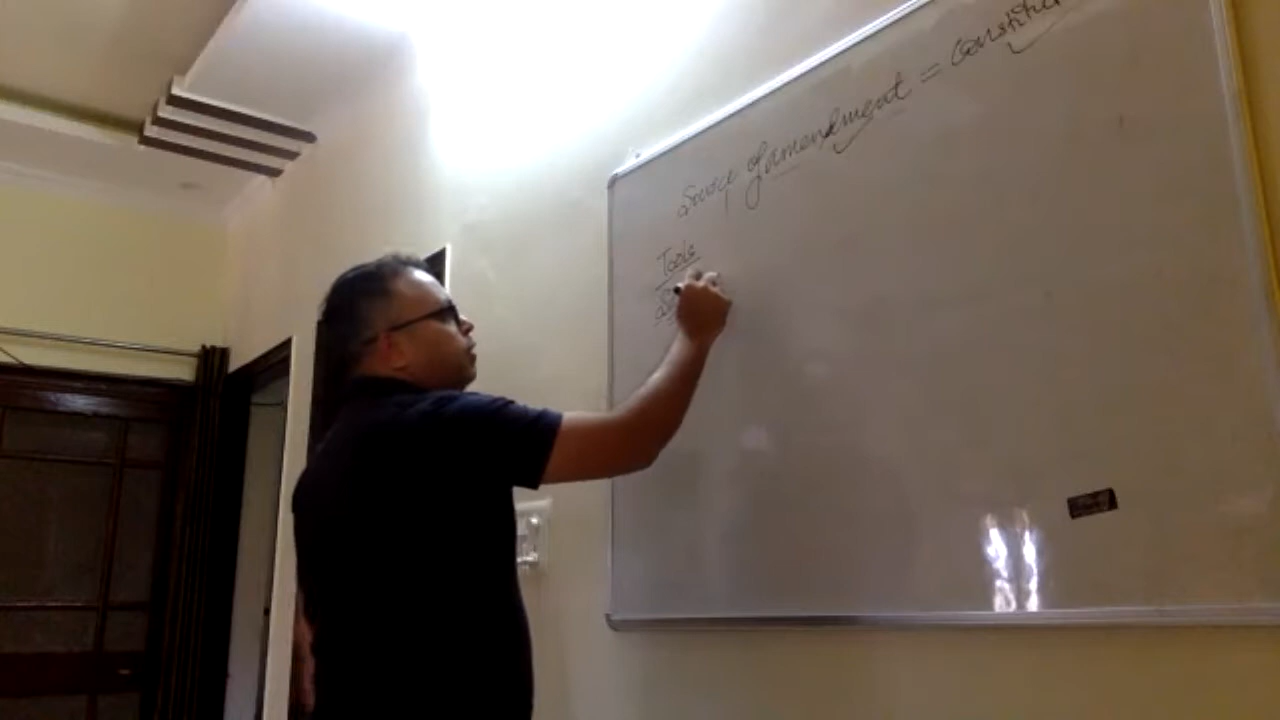 Source of amendment = Constitu
Tools